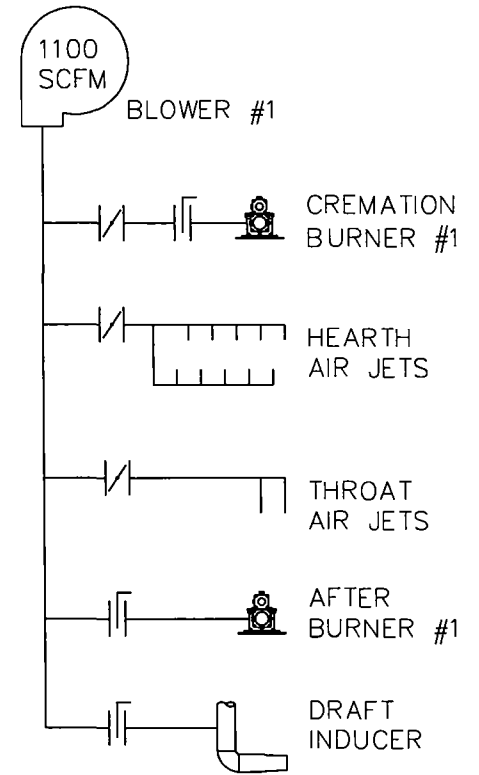 1100
SCFM
BLOWER #1
CREMATION
BURNER #1
HEARTH
AIR JETS
THROAT
AIR JETS
AFTER
BURNER #1
DRAFT
INDUCER